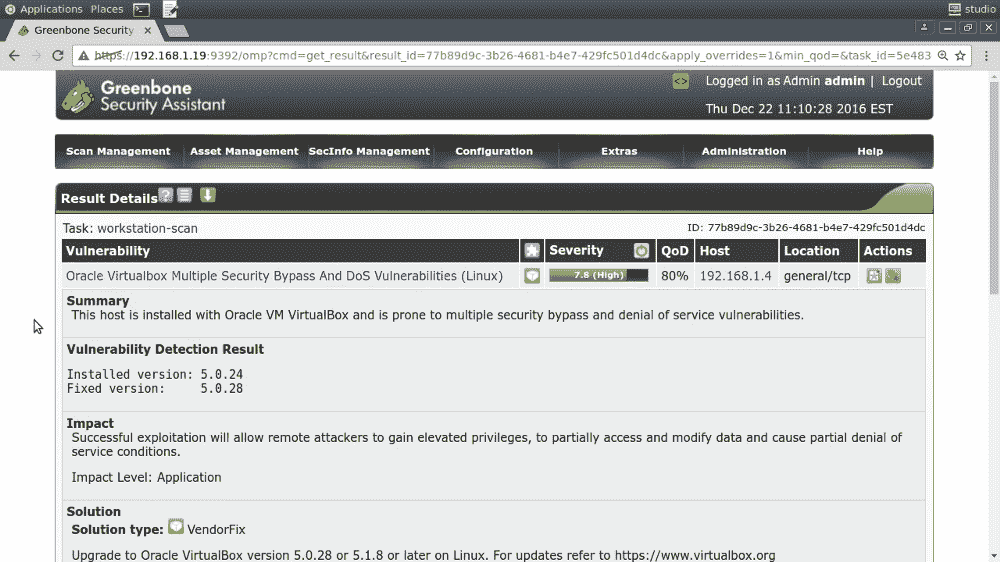 Applications Places studio
Greenbone Security
https://192.168.1.19:9392/omp?cmd=get_result&result_id=77b89d9c-3b26-4681-b4e7-429fc501d4dc&apply_overrides=1&min_qod=&task_id=5e483
Greenbone
Security Assistant
Logged in as Admin admin | Logout
Thu Dec 22 11:10:28 2016 EST
Scan Management Asset Management SecInfo Management Configuration Extras Administration Help
Result Details
Task: workstation-scan ID: 77b89d9c-3b26-4681-b4e7-429fc501d4dc
Vulnerability Severity QoD Host Location Actions
Oracle Virtualbox Multiple Security Bypass And DoS Vulnerabilities (Linux) 7.8 (High) 80% 192.168.1.4 general/tcp
Summary
This host is installed with Oracle VM VirtualBox and is prone to multiple security bypass and denial of service vulnerabilities.
Vulnerability Detection Result
Installed version: 5.0.24
Fixed version: 5.0.28
Impact
Successful exploitation will allow remote attackers to gain elevated privileges, to partially access and modify data and cause partial denial of
service conditions.
Impact Level: Application
Solution
Solution type: VendorFix
Upgrade to Oracle VirtualBox version 5.0.28 or 5.1.8 or later on Linux. For updates refer to https://www.virtualbox.org